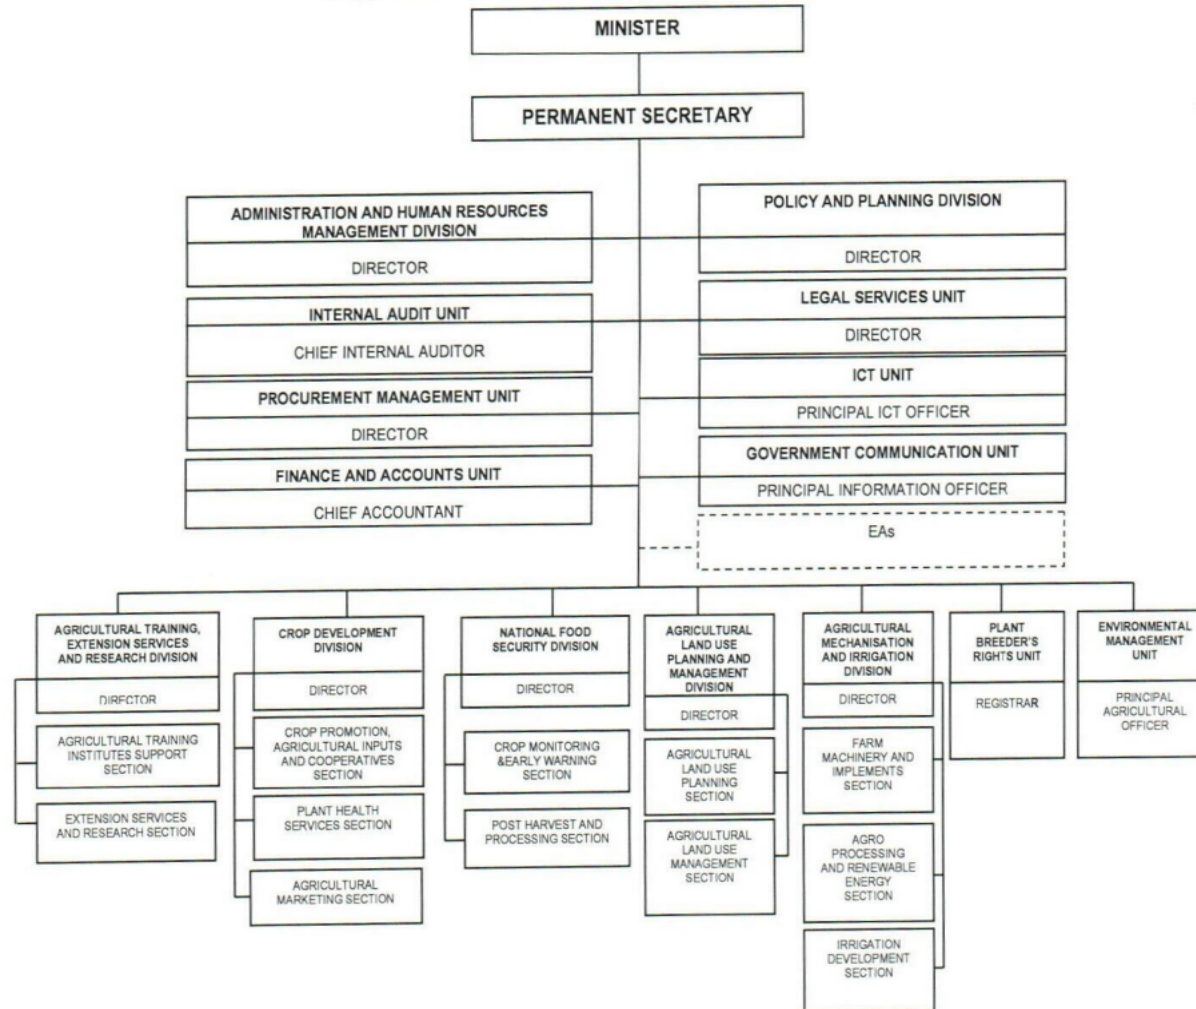 MINISTER
PERMANENT SECRETARY
ADMINISTRATION AND HUMAN RESOURCES
MANAGEMENT DIVISION
DIRECTOR
INTERNAL AUDIT UNIT
CHIEF INTERNAL AUDITOR
PROCUREMENT MANAGEMENT UNIT
DIRECTOR
FINANCE AND ACCOUNTS UNIT
CHIEF ACCOUNTANT
POLICY AND PLANNING DIVISION
DIRECTOR
LEGAL SERVICES UNIT
DIRECTOR
ICT UNIT
PRINCIPAL ICT OFFICER
GOVERNMENT COMMUNICATION UNIT
PRINCIPAL INFORMATION OFFICER
EAs
AGRICULTURAL TRAINING,
EXTENSION SERVICES
AND RESEARCH DIVISION
DIRECTOR
AGRICULTURAL TRAINING
INSTITUTES SUPPORT
SECTION
EXTENSION SERVICES
AND RESEARCH SECTION
CROP DEVELOPMENT
DIVISION
DIRECTOR
CROP PROMOTION,
AGRICULTURAL INPUTS
AND COOPERATIVES
SECTION
PLANT HEALTH
SERVICES SECTION
AGRICULTURAL
MARKETING SECTION
NATIONAL FOOD
SECURITY DIVISION
DIRECTOR
CROP MONITORING
&EARLY WARNING
SECTION
POST HARVEST AND
PROCESSING SECTION
AGRICULTURAL
LAND USE
PLANNING AND
MANAGEMENT
DIVISION
DIRECTOR
AGRICULTURAL
LAND USE
PLANNING
SECTION
AGRICULTURAL
LAND USE
MANAGEMENT
SECTION
AGRICULTURAL
MECHANISATION
AND IRRIGATION
DIVISION
DIRECTOR
FARM
MACHINERY AND
IMPLEMENTS
SECTION
AGRO
PROCESSING
AND RENEWABLE
ENERGY
SECTION
IRRIGATION
DEVELOPMENT
SECTION
PLANT
BREEDER'S
RIGHTS UNIT
REGISTRAR
ENVIRONMENTAL
MANAGEMENT
UNIT
PRINCIPAL
AGRICULTURAL
OFFICER